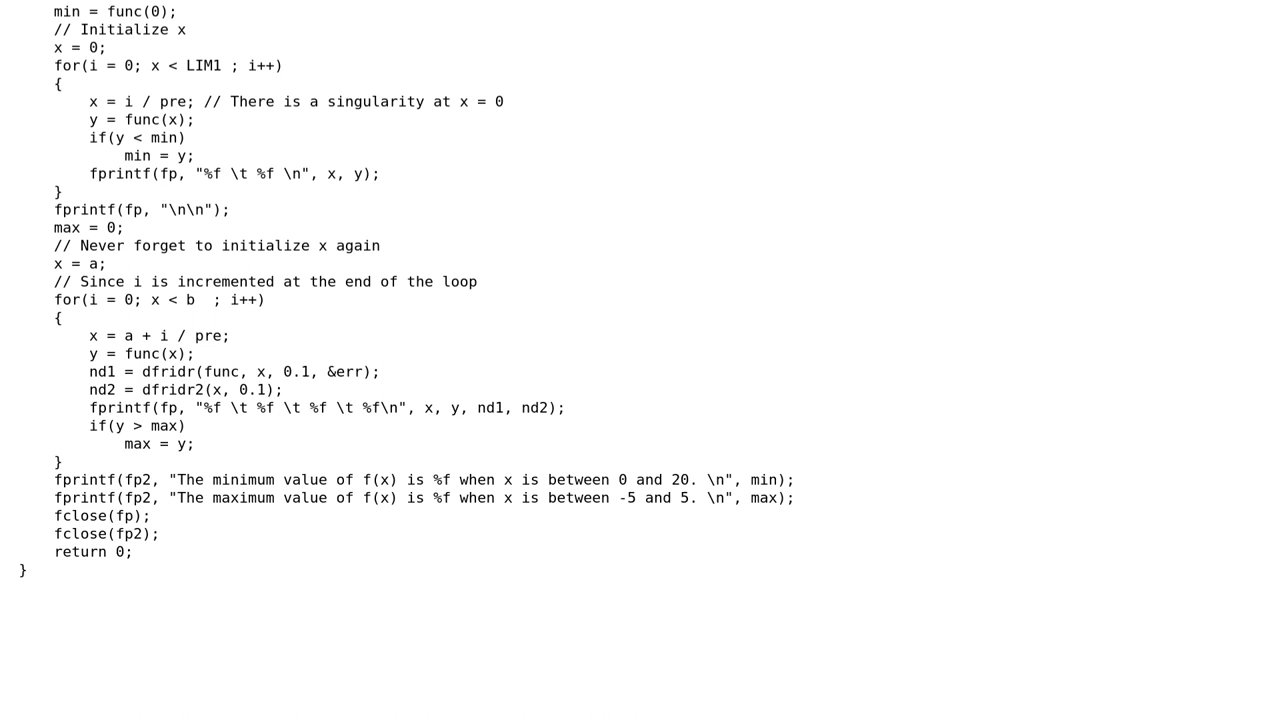 min = func(0);
// Initialize x
x = 0;
for(i = 0; x < LIM1 ; i++)
{
x = i / pre; // There is a singularity at x = 0
y = func(x);
if(y < min)
min = y;
fprintf(fp, "%f \t %f \n", x, y);
}
fprintf(fp, "\n\n");
max = 0;
// Never forget to initialize x again
x = a;
// Since i is incremented at the end of the loop
for(i = 0; x < b  ; i++)
{
x = a + i / pre;
y = func(x);
nd1 = dfridr(func, x, 0.1, &err);
nd2 = dfridr2(x, 0.1);
fprintf(fp, "%f \t %f \t %f \t %f\n", x, y, nd1, nd2);
if(y > max)
max = y;
}
fprintf(fp2, "The minimum value of f(x) is %f when x is between 0 and 20. \n", min);
fprintf(fp2, "The maximum value of f(x) is %f when x is between -5 and 5. \n", max);
fclose(fp);
fclose(fp2);
return 0;
}